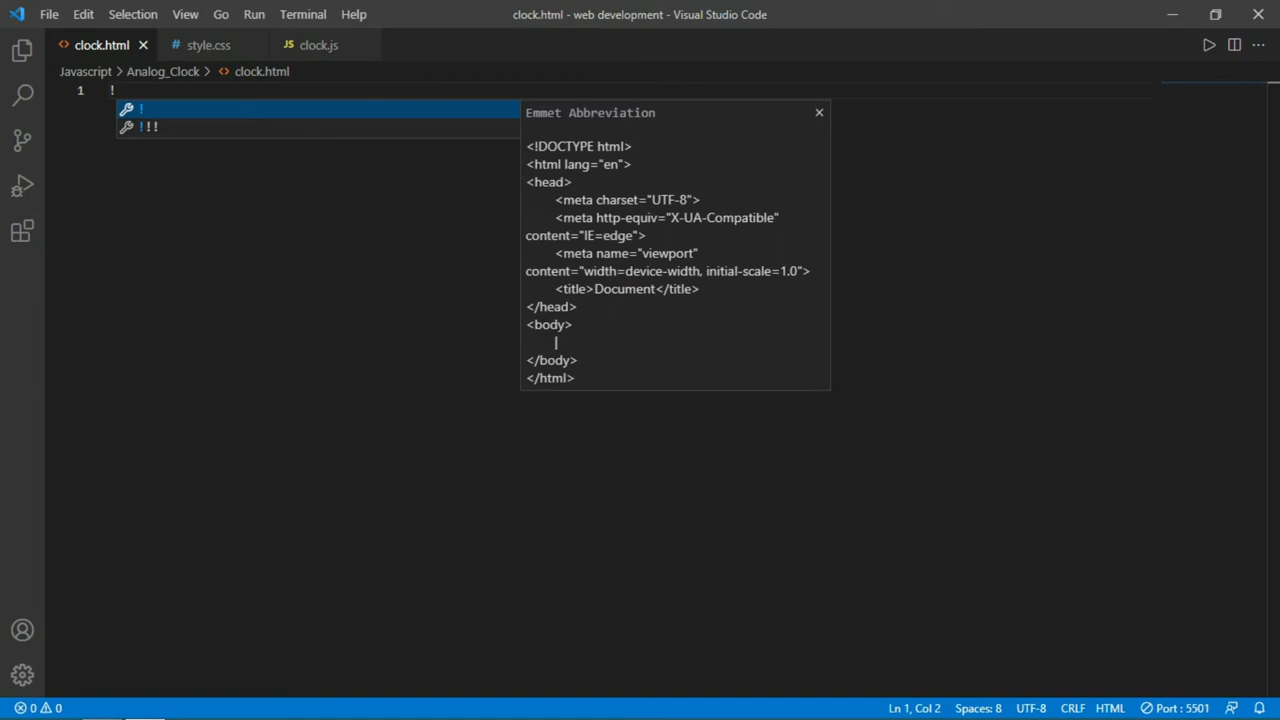 File Edit Selection View Go Run Terminal Help clock.html - web development - Visual Studio Code
<> clock.html # style.css JS clock.js
Javascript > Analog_Clock > <> clock.html
1 !
!
!!!
Emmet Abbreviation
<!DOCTYPE html>
<html lang="en">
<head>
<meta charset="UTF-8">
<meta http-equiv="X-UA-Compatible"
content="IE=edge">
<meta name="viewport"
content="width=device-width, initial-scale=1.0">
<title>Document</title>
</head>
<body>
|
</body>
</html>
0 0 Ln 1, Col 2 Spaces: 8 UTF-8 CRLF HTML Port : 5501